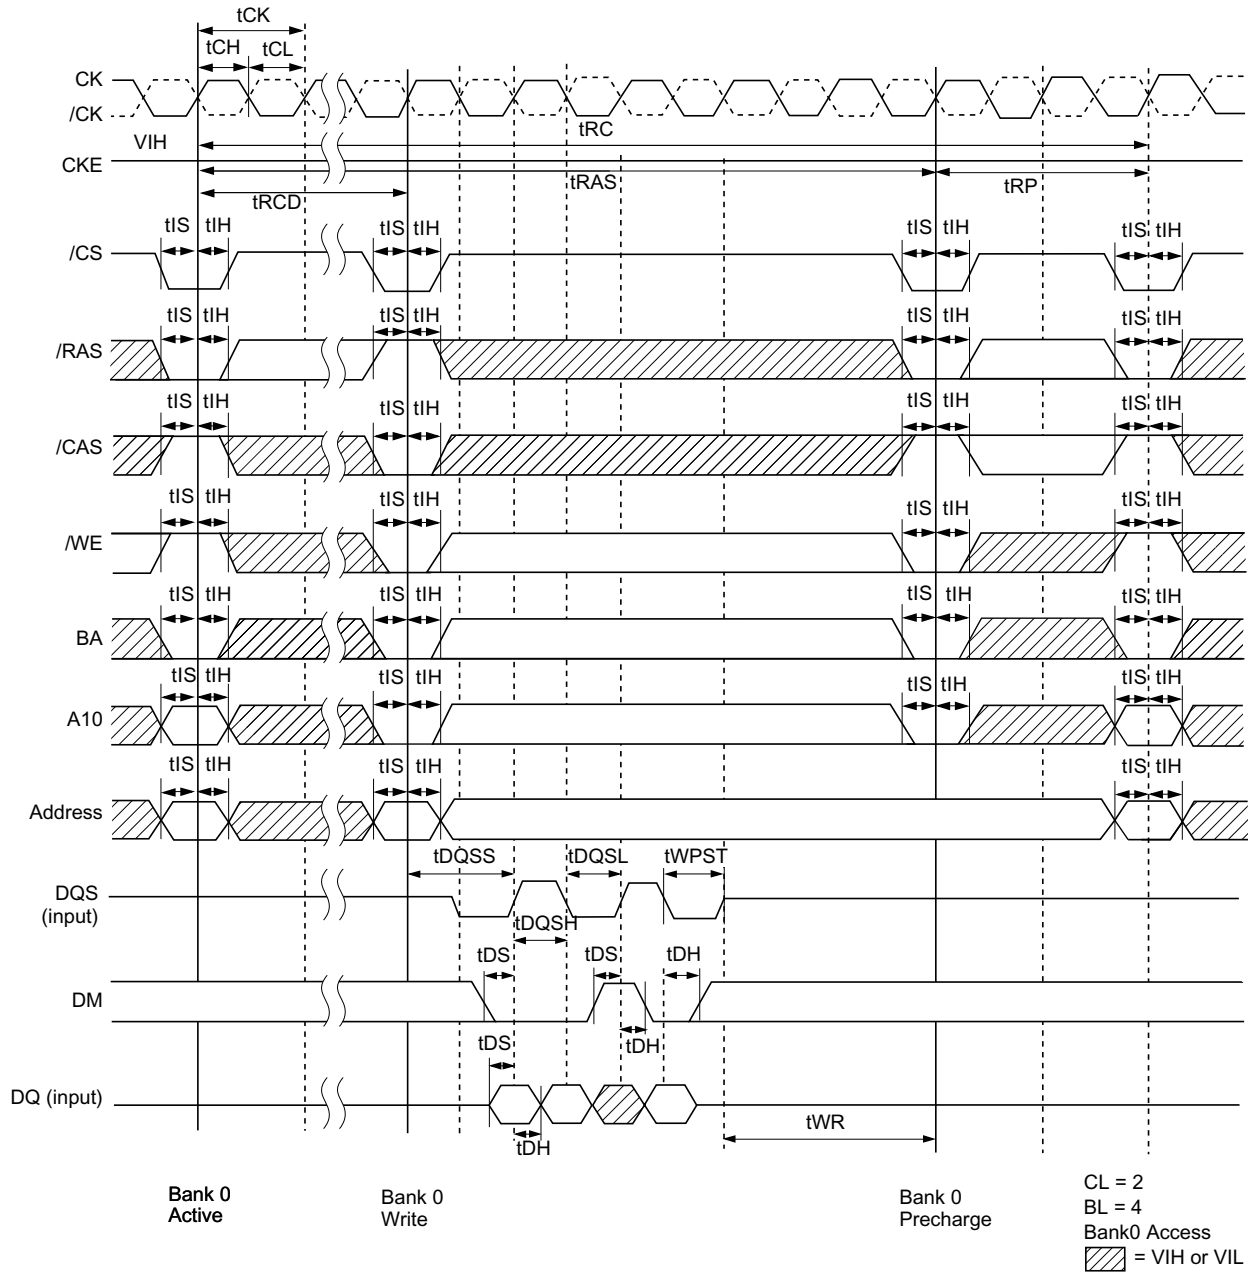 tCK
tCH tCL
CK
/CK
tRC
VIH
CKE
tRAS tRP
tRCD
tIS tIH tIS tIH tIS tIH tIS tIH
/CS
tIS tIH tIS tIH tIS tIH tIS tIH
/RAS
tIS tIH tIS tIH tIS tIH tIS tIH
/CAS
tIS tIH tIS tIH tIS tIH tIS tIH
/WE
tIS tIH tIS tIH tIS tIH tIS tIH
BA
tIS tIH tIS tIH tIS tIH tIS tIH
A10
tIS tIH tIS tIH tIS tIH
Address
tDQSS tDQSL tWPST
DQS
(input)
tDQSH
tDS tDS tDH
DM
tDS tDH
DQ (input)
tDH
tWR
Bank 0
Active
Bank 0
Write
Bank 0
Precharge
CL = 2
BL = 4
Bank0 Access
= VIH or VIL